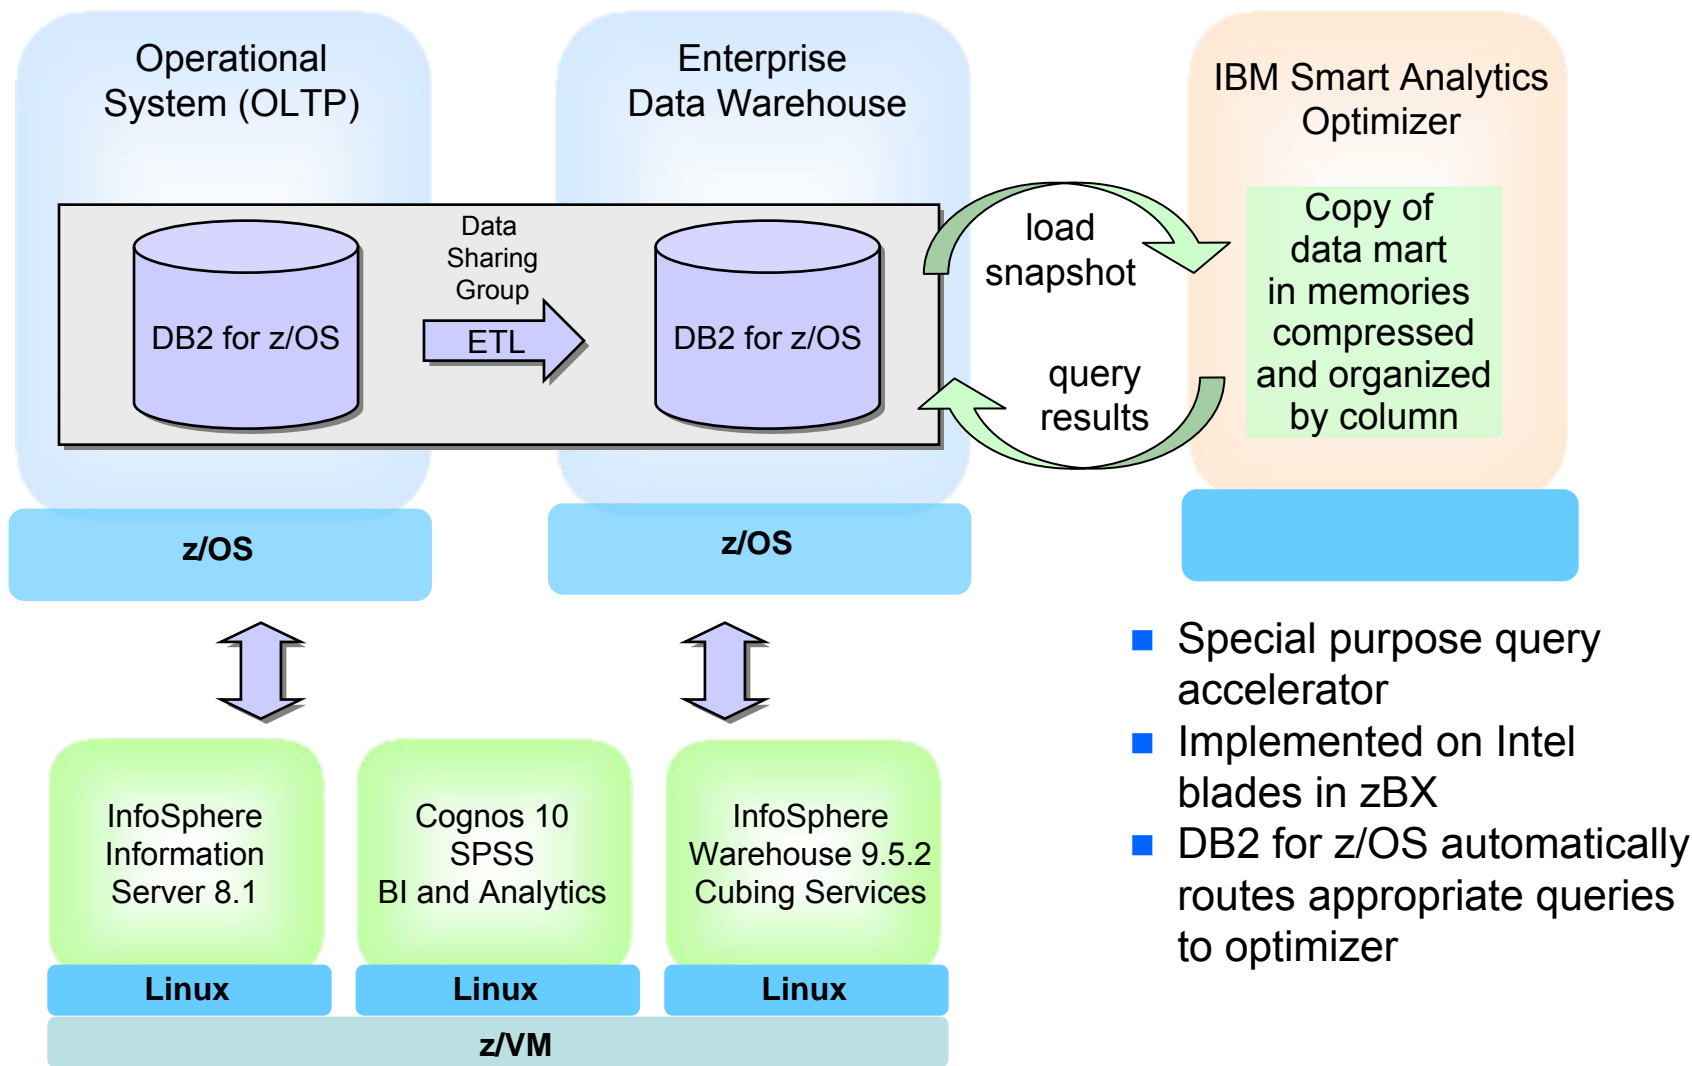 Operational
System (OLTP)
Enterprise
Data Warehouse
IBM Smart Analytics
Optimizer
Data
Sharing
Group
DB2 for z/OS
ETL
DB2 for z/OS
load
snapshot
query
results
Copy of
data mart
in memories
compressed
and organized
by column
z/OS
z/OS
InfoSphere
Information
Server 8.1
Cognos 10
SPSS
BI and Analytics
InfoSphere
Warehouse 9.5.2
Cubing Services
Linux
Linux
Linux
z/VM
Special purpose query
accelerator
Implemented on Intel
blades in zBX
DB2 for z/OS automatically
routes appropriate queries
to optimizer